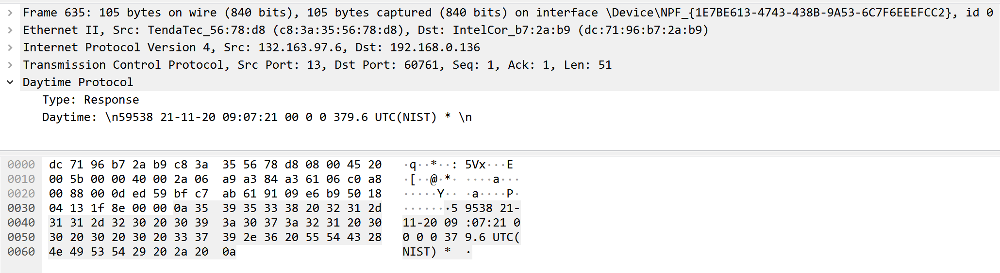 Frame 635: 105 bytes on wire (840 bits), 105 bytes captured (840 bits) on interface \Device\NPF_{1E7BE613-4743-438B-9A53-6C7F6EEEFCC2}, id 0
Ethernet II, Src: TendaTec_56:78:d8 (c8:3a:35:56:78:d8), Dst: IntelCor_b7:2a:b9 (dc:71:96:b7:2a:b9)
Internet Protocol Version 4, Src: 132.163.97.6, Dst: 192.168.0.136
Transmission Control Protocol, Src Port: 13, Dst Port: 60761, Seq: 1, Ack: 1, Len: 51
Daytime Protocol
Type: Response
Daytime: \n59538 21-11-20 09:07:21 00 0 0 379.6 UTC(NIST) * \n
0000 dc 71 96 b7 2a b9 c8 3a 35 56 78 d8 08 00 45 20 ·q··*··: 5Vx···E
0010 00 5b 00 00 40 00 2a 06 a9 a3 84 a3 61 06 c0 a8 ·[··@·*· ····a···
0020 00 88 00 0d ed 59 bf c7 ab 61 91 09 e6 b9 50 18 ·····Y·· ·a····P·
0030 04 13 1f 8e 00 00 0a 35 39 35 33 38 20 32 31 2d ·······5 9538 21-
0040 31 31 2d 32 30 20 30 39 3a 30 37 3a 32 31 20 30 11-20 09 :07:21 0
0050 30 20 30 20 30 20 33 37 39 2e 36 20 55 54 43 28 0 0 0 37 9.6 UTC(
0060 4e 49 53 54 29 20 2a 20 0a NIST) * ·